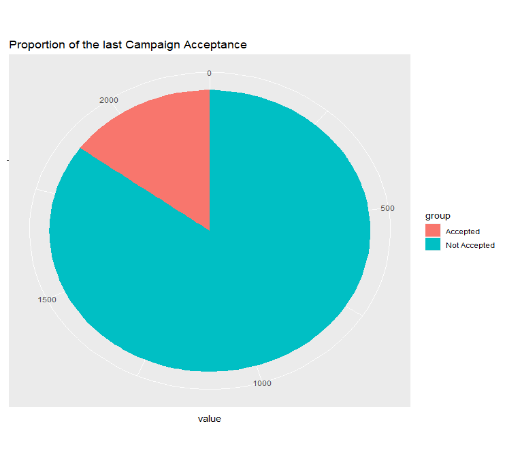 Proportion of the last Campaign Acceptance
0
2000
500
group
Accepted
Not Accepted
1500
1000
value